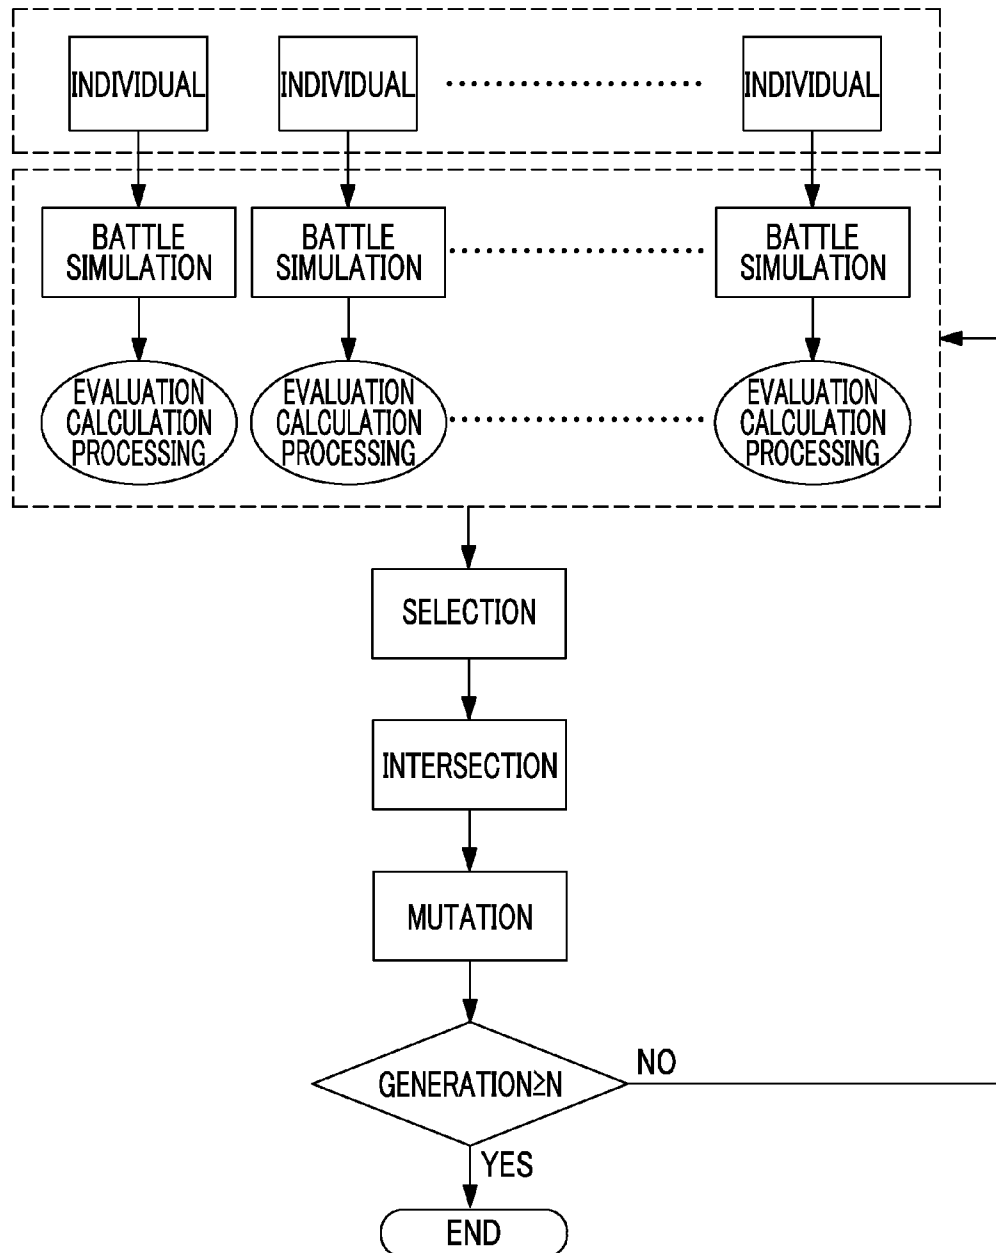 INDIVIDUAL
INDIVIDUAL
INDIVIDUAL
BATTLE
SIMULATION
BATTLE
SIMULATION
BATTLE
SIMULATION
EVALUATION
CALCULATION
PROCESSING
EVALUATION
CALCULATION
PROCESSING
EVALUATION
CALCULATION
PROCESSING
SELECTION
INTERSECTION
MUTATION
GENERATION≥N
NO
YES
END